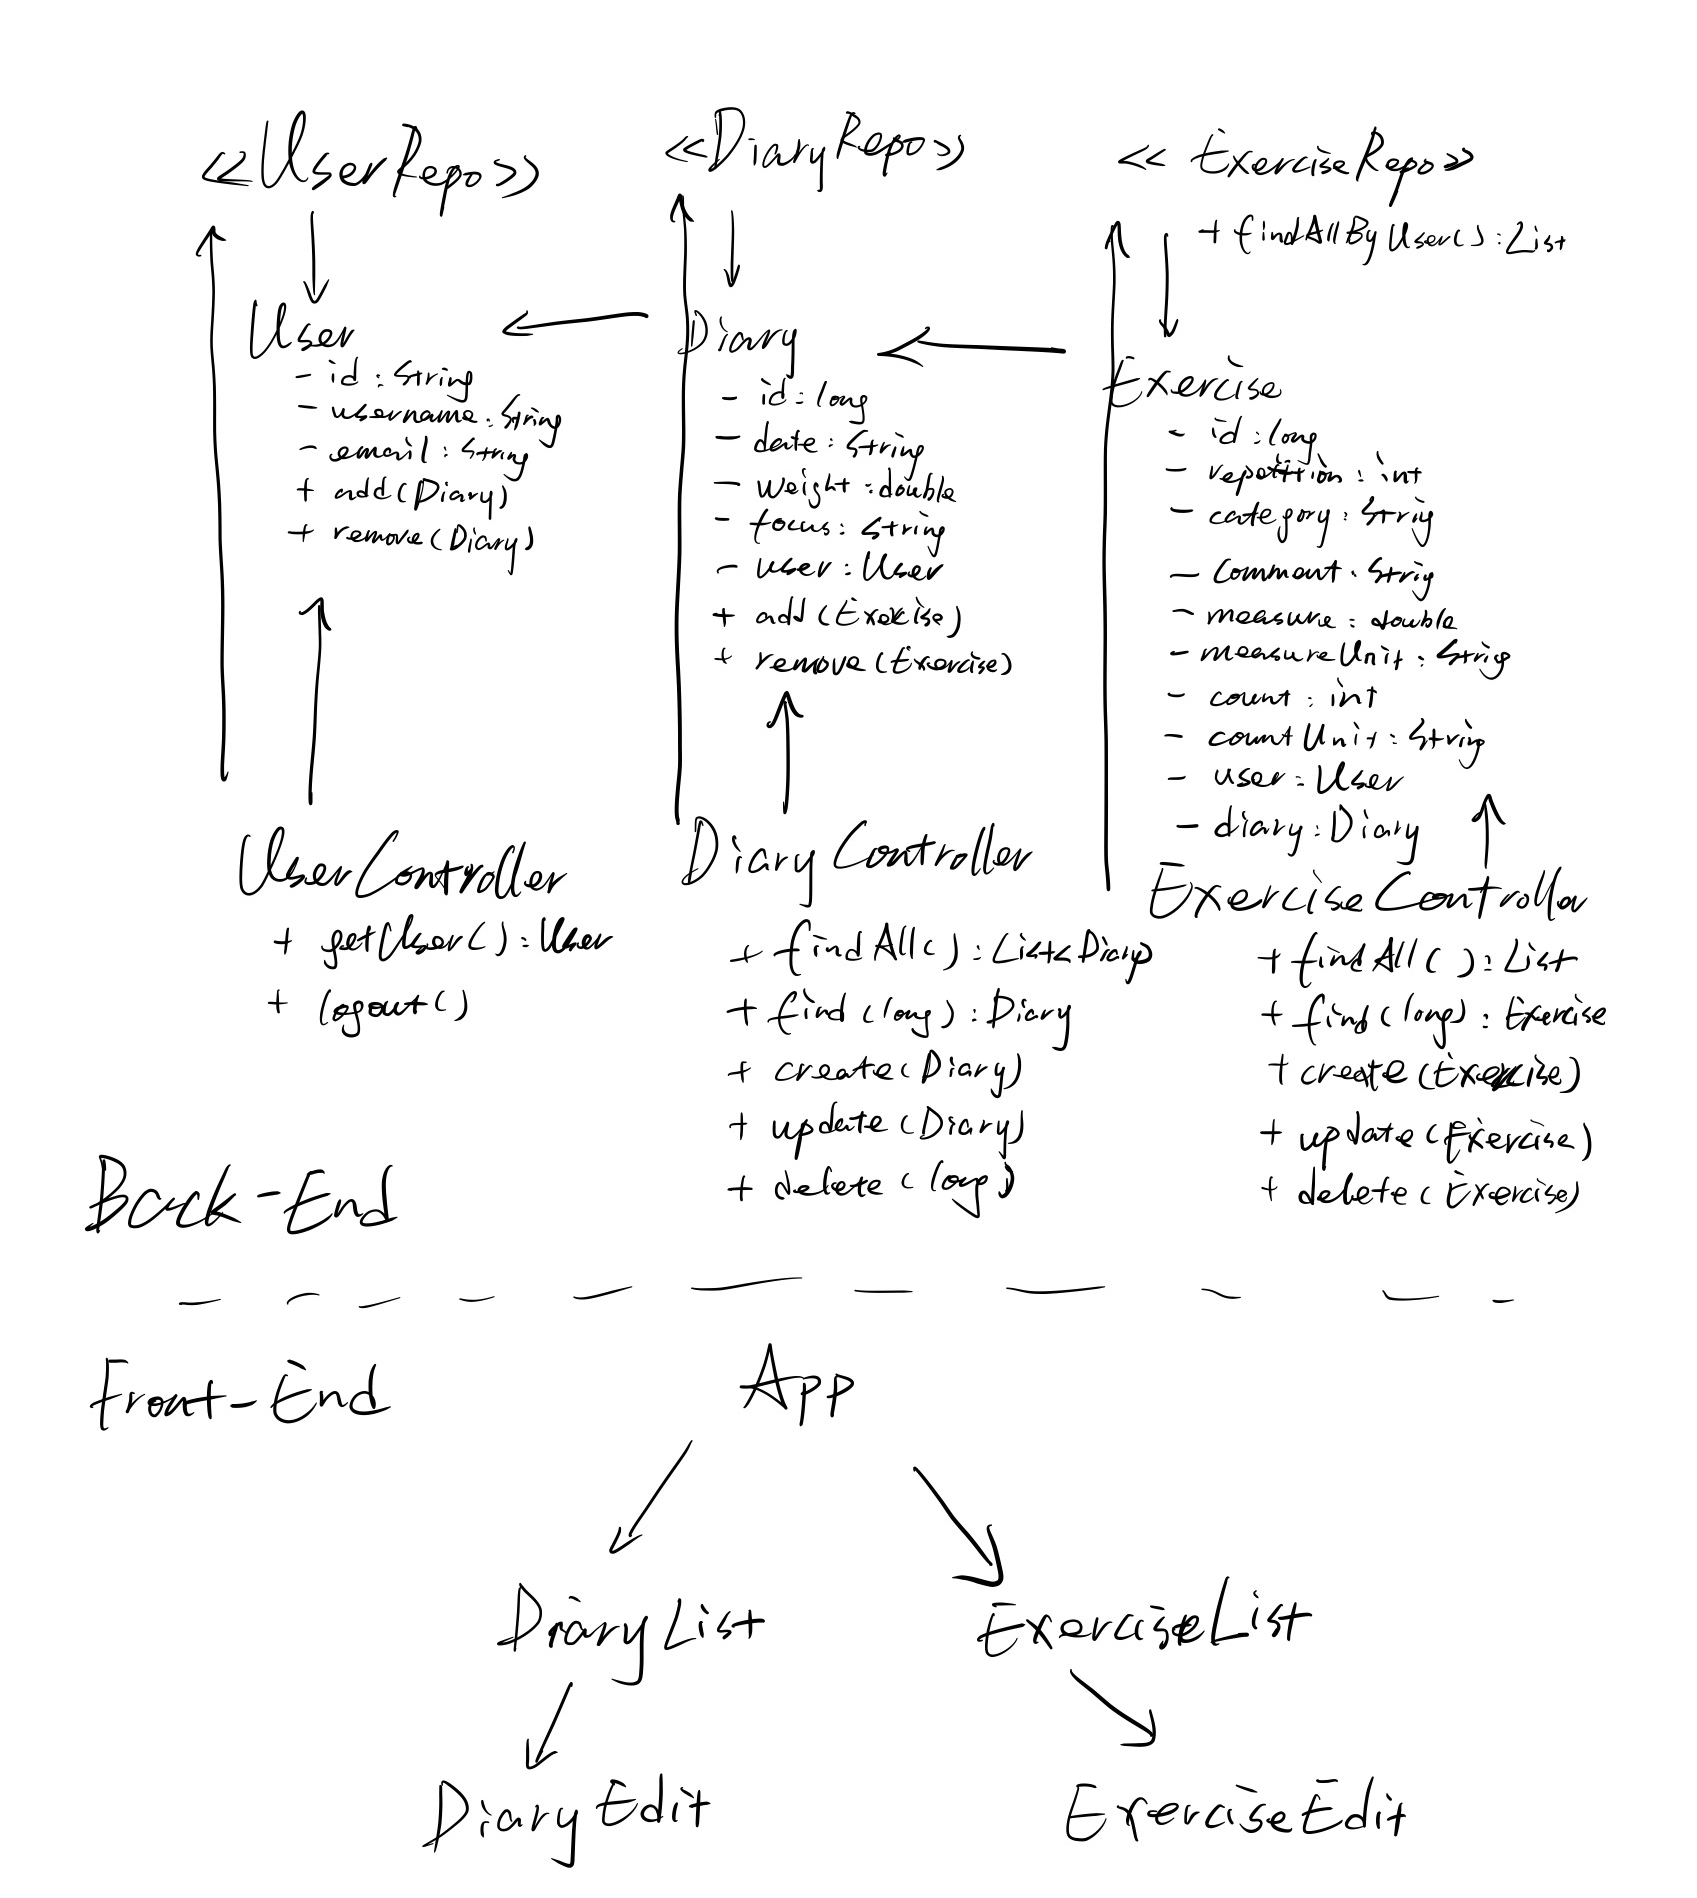 <<UserRepo>>
<<DiaryRepo>>
<< ExerciseRepo>>
+ findAllByUser() : List
User
- id : String
- username : String
- email : String
+ add(Diary)
+ remove(Diary)
Diary
- id : long
- date : String
- weight : double
- focus : String
- user : User
+ add(Exercise)
+ remove(Exercise)
Exercise
- id : long
- repetition : int
- category : String
- comment : String
- measure : double
- measureUnit : String
- count : int
- countUnit : String
- user : User
- diary : Diary
UserController
+ getUser() : User
+ logout()
DiaryController
+ findAll() : List<Diary>
+ find(long) : Diary
+ create(Diary)
+ update(Diary)
+ delete(long)
ExerciseController
+ findAll() : List
+ find(long) : Exercise
+ create(Exercise)
+ update(Exercise)
+ delete(Exercise)
Back-End
Front-End
App
DiaryList
ExerciseList
DiaryEdit
ExerciseEdit